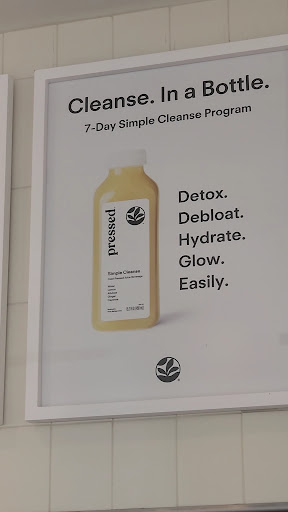 Cleanse. In a Bottle.
7-Day Simple Cleanse Program
pressed
Simple Cleanse
Detox.
Debloat.
Hydrate.
Glow.
Easily.